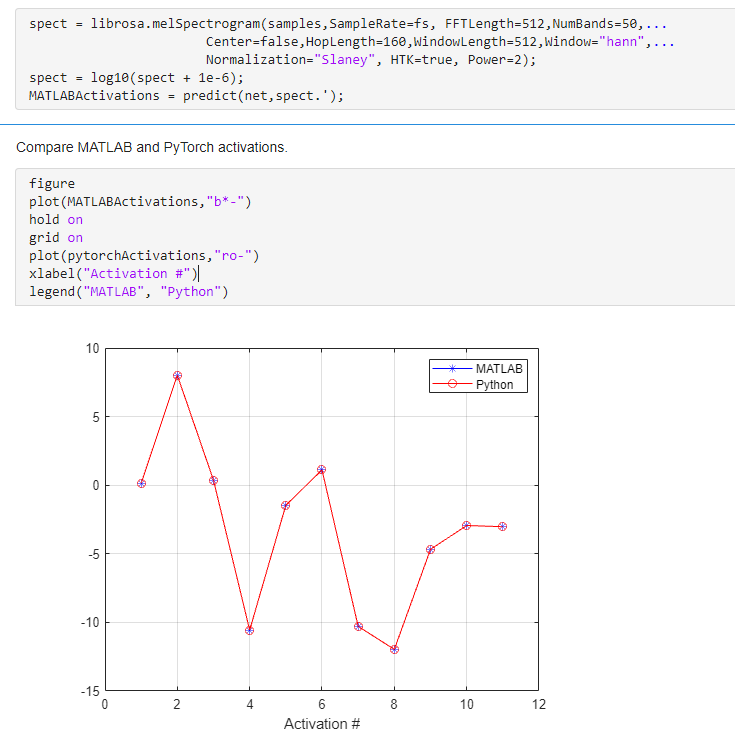 spect = librosa.melSpectrogram(samples,SampleRate=fs, FFTLength=512,NumBands=50,...
Center=false,HopLength=160,WindowLength=512,Window="hann",...
Normalization="Slaney", HTK=true, Power=2);
spect = log10(spect + 1e-6);
MATLABActivations = predict(net,spect.');
Compare MATLAB and PyTorch activations.
figure
plot(MATLABActivations,"b*-")
hold on
grid on
plot(pytorchActivations,"ro-")
xlabel("Activation #")
legend("MATLAB", "Python")
10
MATLAB
Python
5
0
-5
-10
-15
0 2 4 6 8 10 12
Activation #